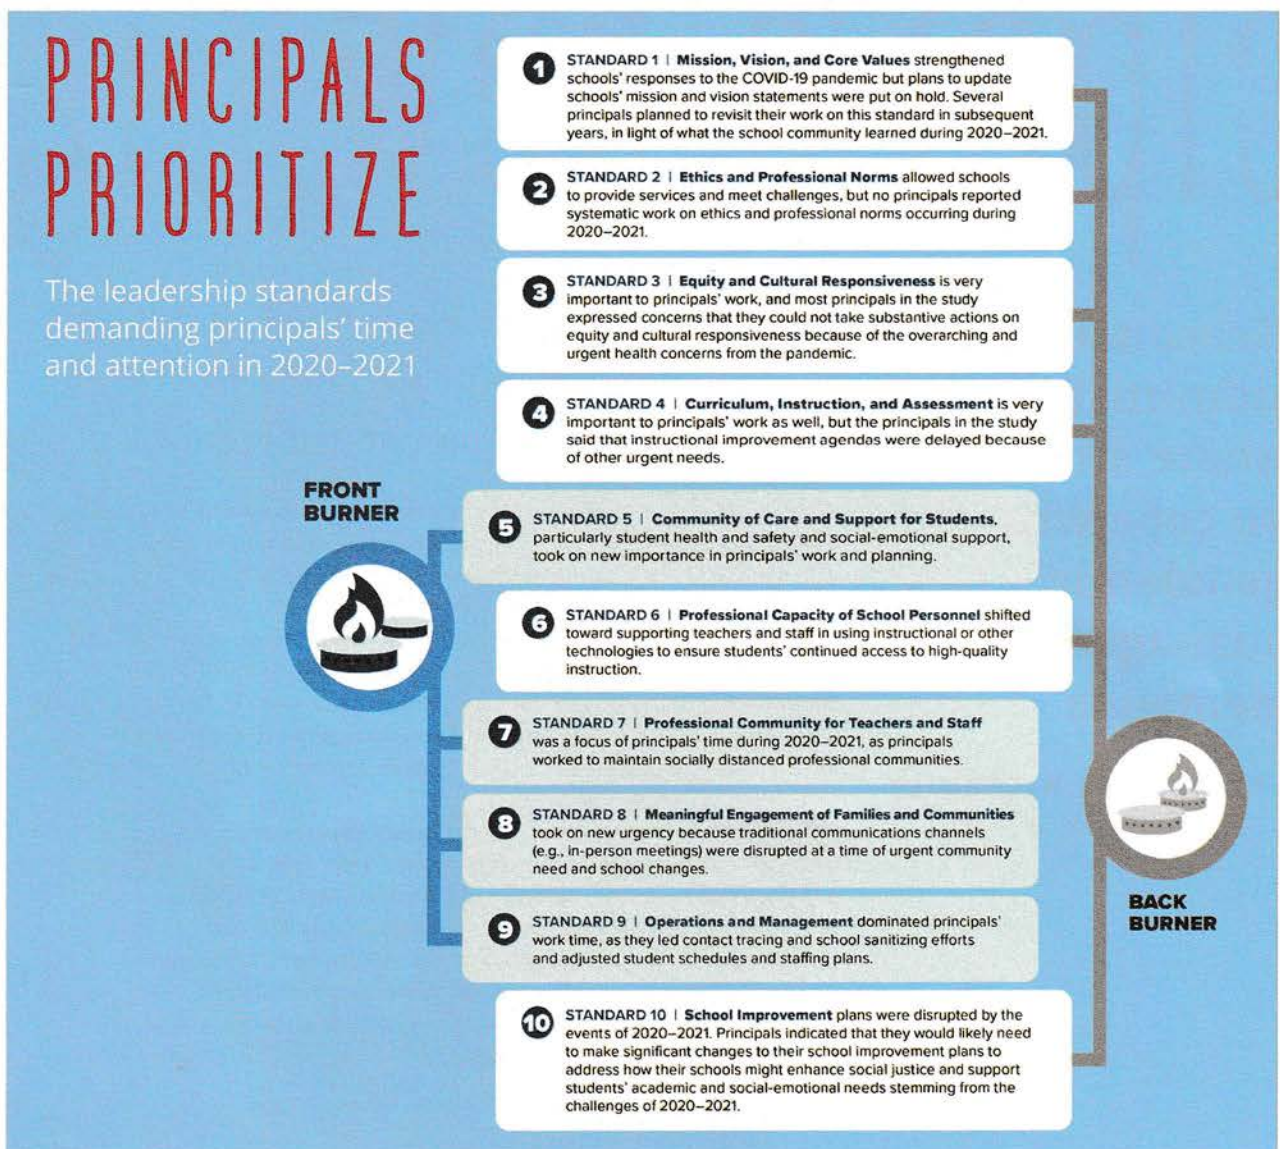 PRINCIPALS
PRIORITIZE
The leadership standards
demanding principals' time
and attention in 2020–2021
1 STANDARD 1 | Mission, Vision, and Core Values strengthened
schools' responses to the COVID-19 pandemic but plans to update
schools' mission and vision statements were put on hold. Several
principals planned to revisit their work on this standard in subsequent
years, in light of what the school community learned during 2020–2021.
2 STANDARD 2 | Ethics and Professional Norms allowed schools
to provide services and meet challenges, but no principals reported
systematic work on ethics and professional norms occurring during
2020–2021.
3 STANDARD 3 | Equity and Cultural Responsiveness is very
important to principals' work, and most principals in the study
expressed concerns that they could not take substantive actions on
equity and cultural responsiveness because of the overarching and
urgent health concerns from the pandemic.
4 STANDARD 4 | Curriculum, Instruction, and Assessment is very
important to principals' work as well, but the principals in the study
said that instructional improvement agendas were delayed because
of other urgent needs.
FRONT
BURNER
5 STANDARD 5 | Community of Care and Support for Students,
particularly student health and safety and social-emotional support,
took on new importance in principals' work and planning.
6 STANDARD 6 | Professional Capacity of School Personnel shifted
toward supporting teachers and staff in using instructional or other
technologies to ensure students' continued access to high-quality
instruction.
7 STANDARD 7 | Professional Community for Teachers and Staff
was a focus of principals' time during 2020–2021, as principals
worked to maintain socially distanced professional communities.
8 STANDARD 8 | Meaningful Engagement of Families and Communities
took on new urgency because traditional communications channels
(e.g., in-person meetings) were disrupted at a time of urgent community
need and school changes.
BACK
BURNER
9 STANDARD 9 | Operations and Management dominated principals'
work time, as they led contact tracing and school sanitizing efforts
and adjusted student schedules and staffing plans.
10 STANDARD 10 | School Improvement plans were disrupted by the
events of 2020–2021. Principals indicated that they would likely need
to make significant changes to their school improvement plans to
address how their schools might enhance social justice and support
students' academic and social-emotional needs stemming from the
challenges of 2020–2021.